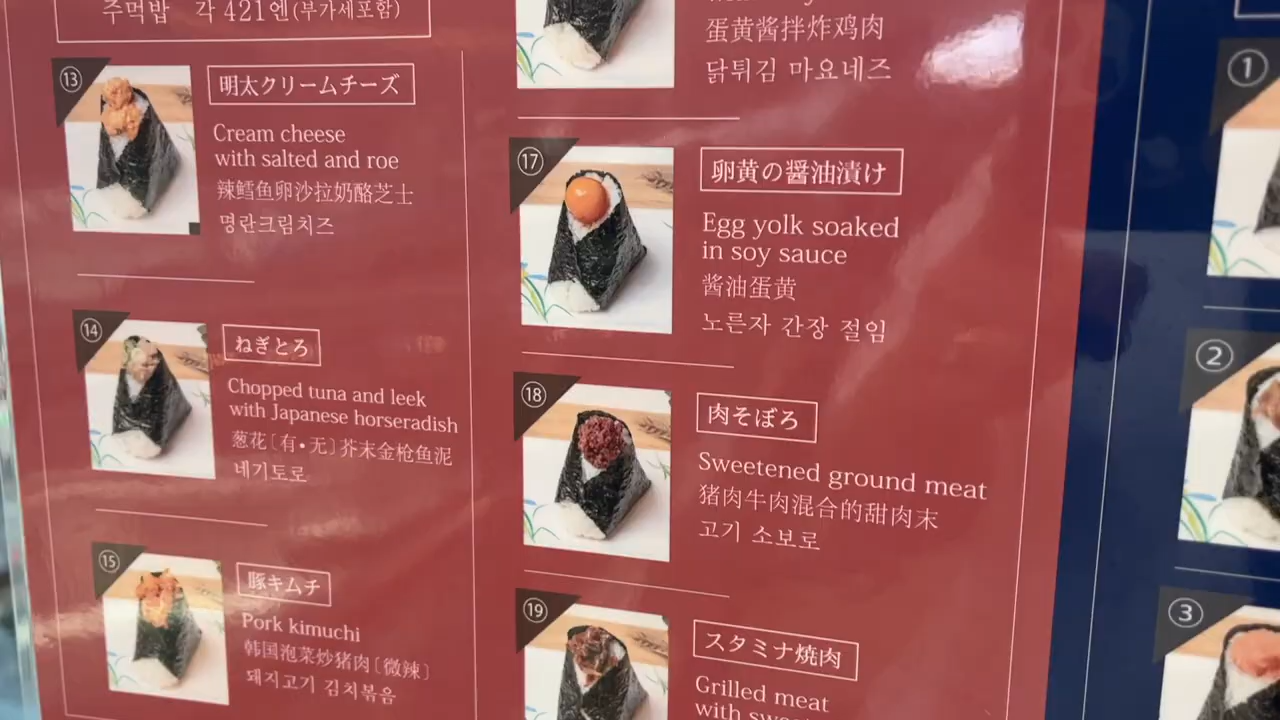 주먹밥 각 421엔(부가세포함)
⑬
明太クリームチーズ
Cream cheese
with salted and roe
辣鳕鱼卵沙拉奶酪芝士
명란크림치즈
⑭
ねぎとろ
Chopped tuna and leek
with Japanese horseradish
葱花〔有•无〕芥末金枪鱼泥
네기토로
⑮
豚キムチ
Pork kimuchi
韩国泡菜炒猪肉〔微辣〕
돼지고기 김치볶음
蛋黄酱拌炸鸡肉
닭튀김 마요네즈
⑰
卵黄の醤油漬け
Egg yolk soaked
in soy sauce
酱油蛋黄
노른자 간장 절임
⑱
肉そぼろ
Sweetened ground meat
猪肉牛肉混合的甜肉末
고기 소보로
⑲
スタミナ焼肉
Grilled meat
with
①
②
③